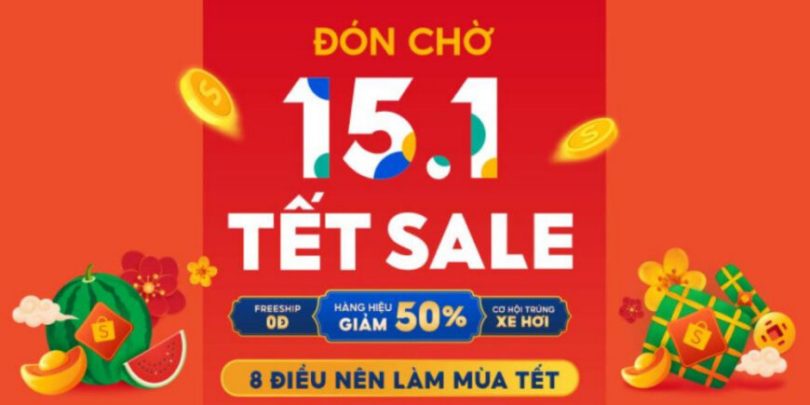 ĐÓN CHỜ
15.1
TẾT SALE
FREESHIP
0Đ
HÀNG HIỆU
GIẢM 50%
CƠ HỘI TRÚNG
XE HƠI
8 ĐIỀU NÊN LÀM MÙA TẾT